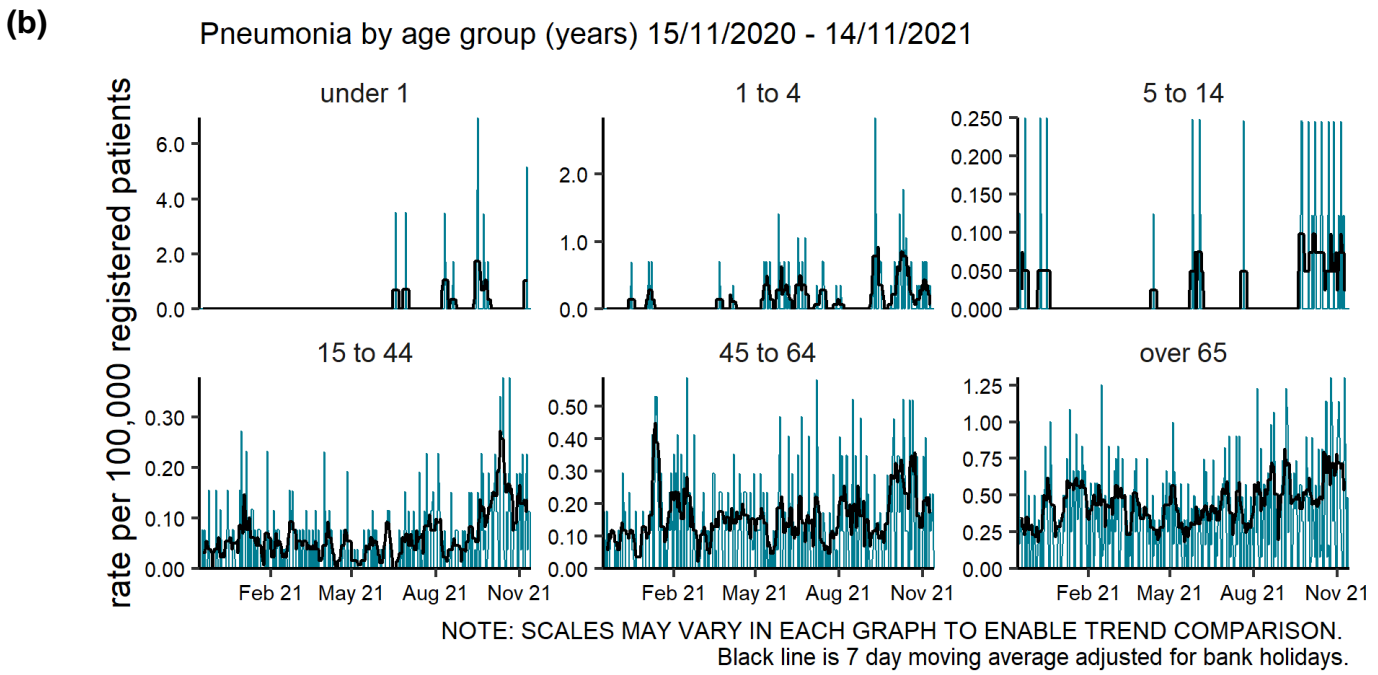 (b)
Pneumonia by age group (years) 15/11/2020 - 14/11/2021
rate per 100,000 registered patients
under 1
6.0
4.0
2.0
0.0
1 to 4
2.0
1.0
0.0
5 to 14
0.250
0.200
0.150
0.100
0.050
0.000
15 to 44
0.30
0.20
0.10
0.00
Feb 21 May 21 Aug 21 Nov 21
45 to 64
0.50
0.40
0.30
0.20
0.10
0.00
Feb 21 May 21 Aug 21 Nov 21
over 65
1.25
1.00
0.75
0.50
0.25
0.00
Feb 21 May 21 Aug 21 Nov 21
NOTE: SCALES MAY VARY IN EACH GRAPH TO ENABLE TREND COMPARISON.
Black line is 7 day moving average adjusted for bank holidays.